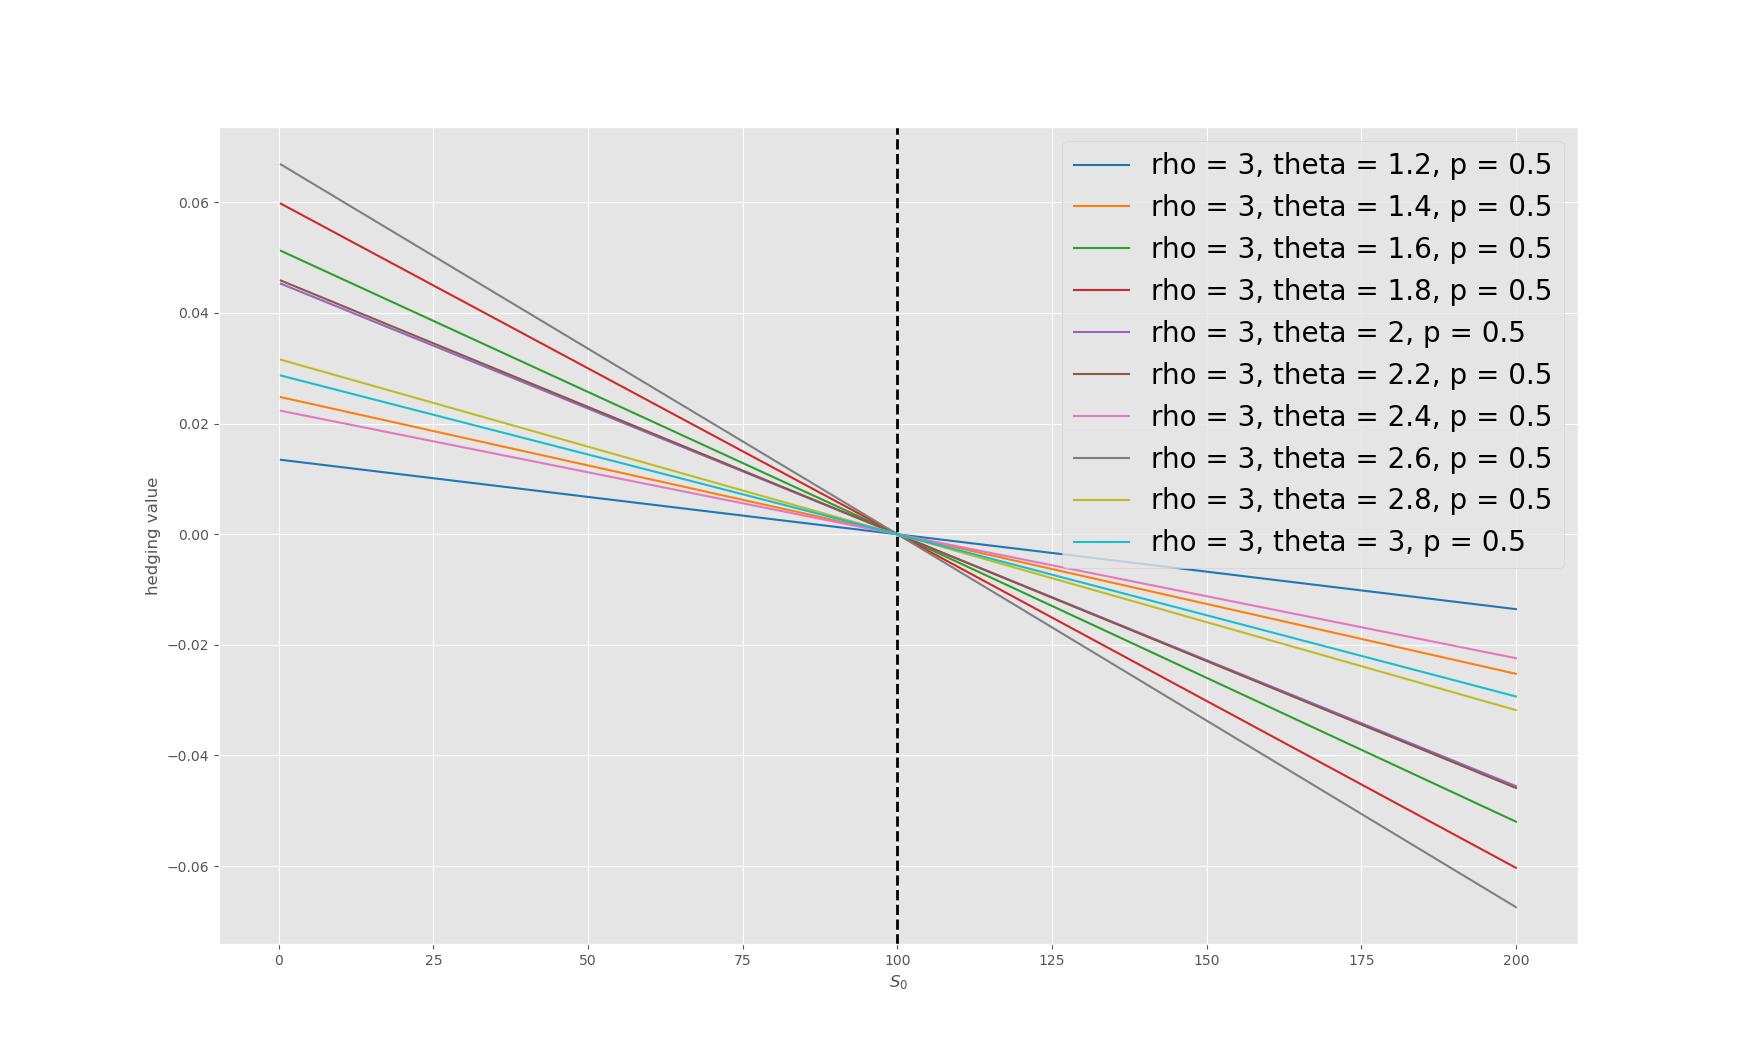 rho = 3, theta = 1.2, p = 0.5
rho = 3, theta = 1.4, p = 0.5
rho = 3, theta = 1.6, p = 0.5
rho = 3, theta = 1.8, p = 0.5
rho = 3, theta = 2, p = 0.5
rho = 3, theta = 2.2, p = 0.5
rho = 3, theta = 2.4, p = 0.5
rho = 3, theta = 2.6, p = 0.5
rho = 3, theta = 2.8, p = 0.5
rho = 3, theta = 3, p = 0.5
hedging value
0.06
0.04
0.02
0.00
−0.02
−0.04
−0.06
0 25 50 75 100 125 150 175 200
S₀